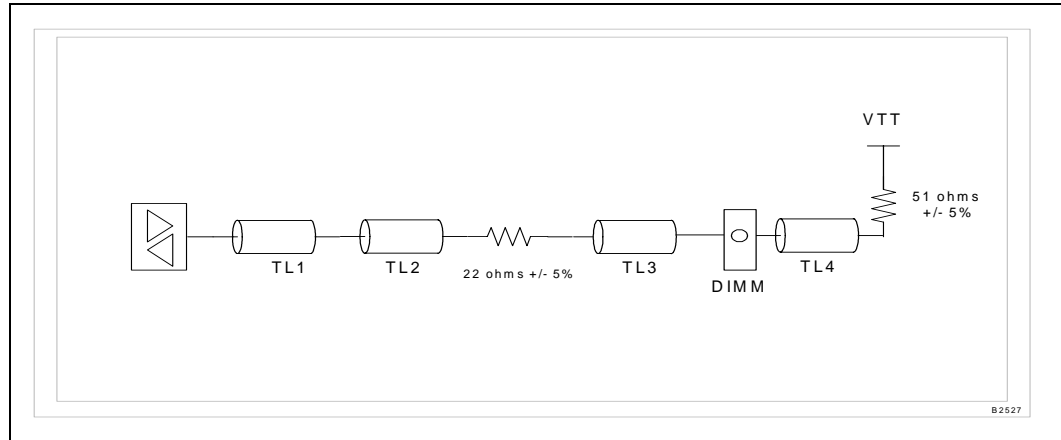 VTT
51 ohms
+/- 5%
TL1
TL2
22 ohms +/- 5%
TL3
DIMM
TL4
B2527